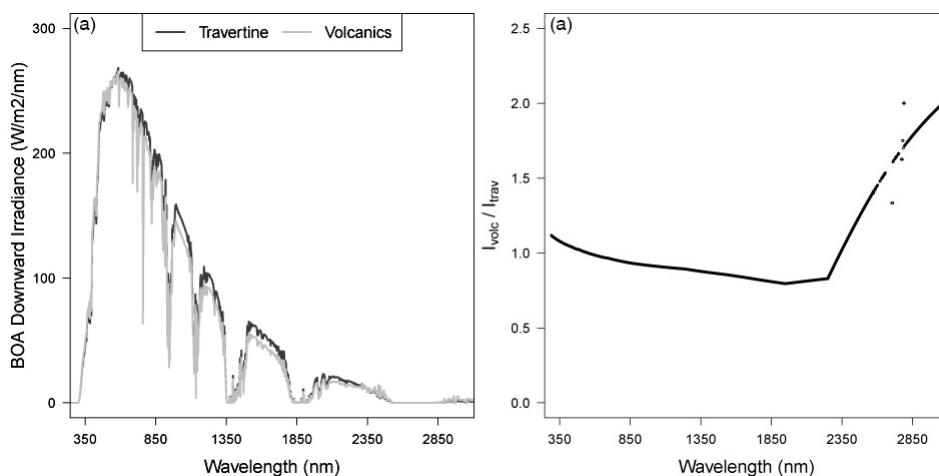 (a)
Travertine Volcanics
BOA Downward Irradiance (W/m2/nm)
300
200
100
0
350 850 1350 1850 2350 2850
Wavelength (nm)
(a)
Ivolc / Itrav
2.5
2.0
1.5
1.0
0.5
0.0
350 850 1350 1850 2350 2850
Wavelength (nm)